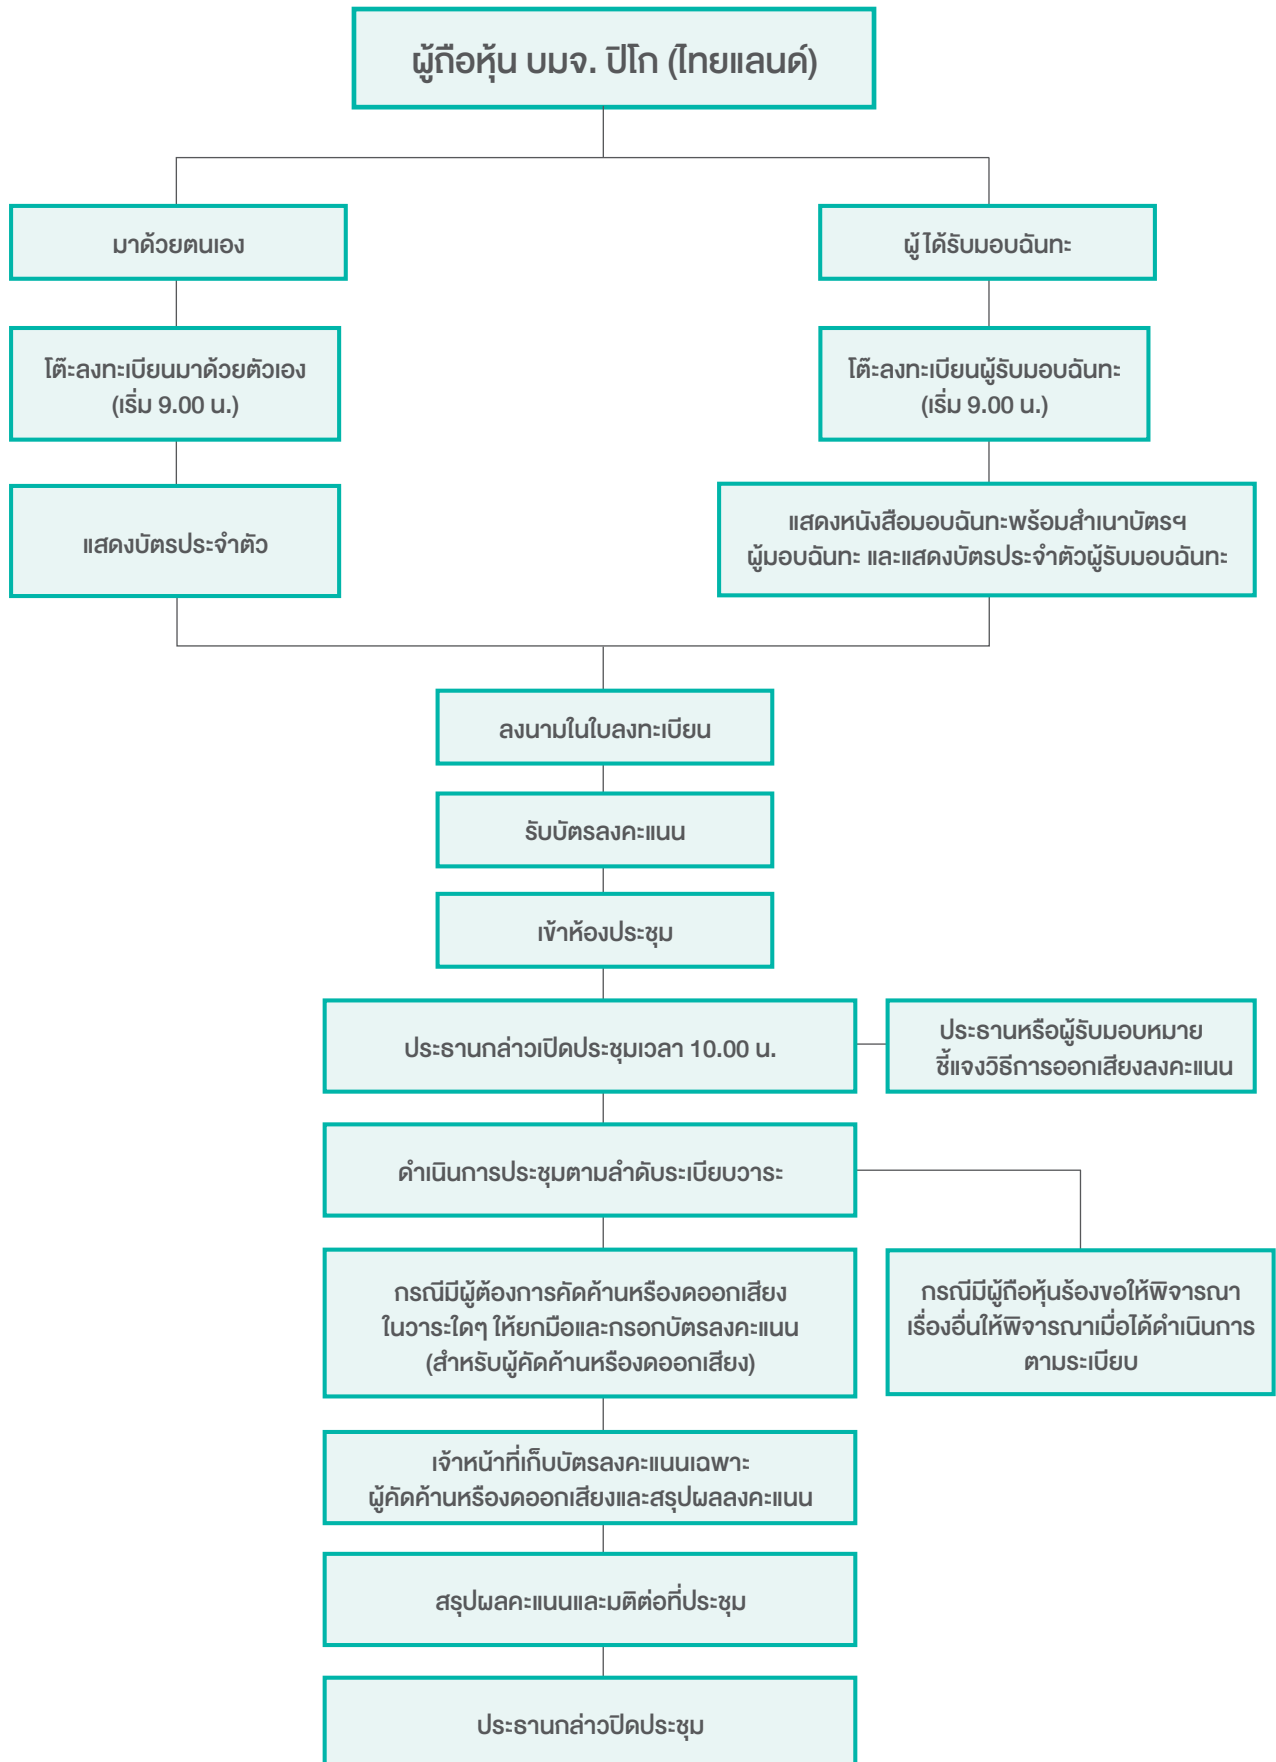 ผู้ถือหุ้น บมจ. ปิโก (ไทยแลนด์)
มาด้วยตนเอง
ผู้ได้รับมอบฉันทะ
โต๊ะลงทะเบียนมาด้วยตัวเอง
(เริ่ม 9.00 น.)
โต๊ะลงทะเบียนผู้รับมอบฉันทะ
(เริ่ม 9.00 น.)
แสดงบัตรประจำตัว
แสดงหนังสือมอบฉันทะพร้อมสำเนาบัตรฯ
ผู้มอบฉันทะ และแสดงบัตรประจำตัวผู้รับมอบฉันทะ
ลงนามในใบลงทะเบียน
รับบัตรลงคะแนน
เข้าห้องประชุม
ประธานกล่าวเปิดประชุมเวลา 10.00 น.
ประธานหรือผู้รับมอบหมาย
ชี้แจงวิธีการออกเสียงลงคะแนน
ดำเนินการประชุมตามลำดับระเบียบวาระ
กรณีมีผู้ต้องการคัดค้านหรืองดออกเสียง
ในวาระใดๆ ให้ยกมือและกรอกบัตรลงคะแนน
(สำหรับผู้คัดค้านหรืองดออกเสียง)
กรณีมีผู้ถือหุ้นร้องขอให้พิจารณา
เรื่องอื่นให้พิจารณาเมื่อได้ดำเนินการ
ตามระเบียบ
เจ้าหน้าที่เก็บบัตรลงคะแนนเฉพาะ
ผู้คัดค้านหรืองดออกเสียงและสรุปผลลงคะแนน
สรุปผลคะแนนและมติต่อที่ประชุม
ประธานกล่าวปิดประชุม